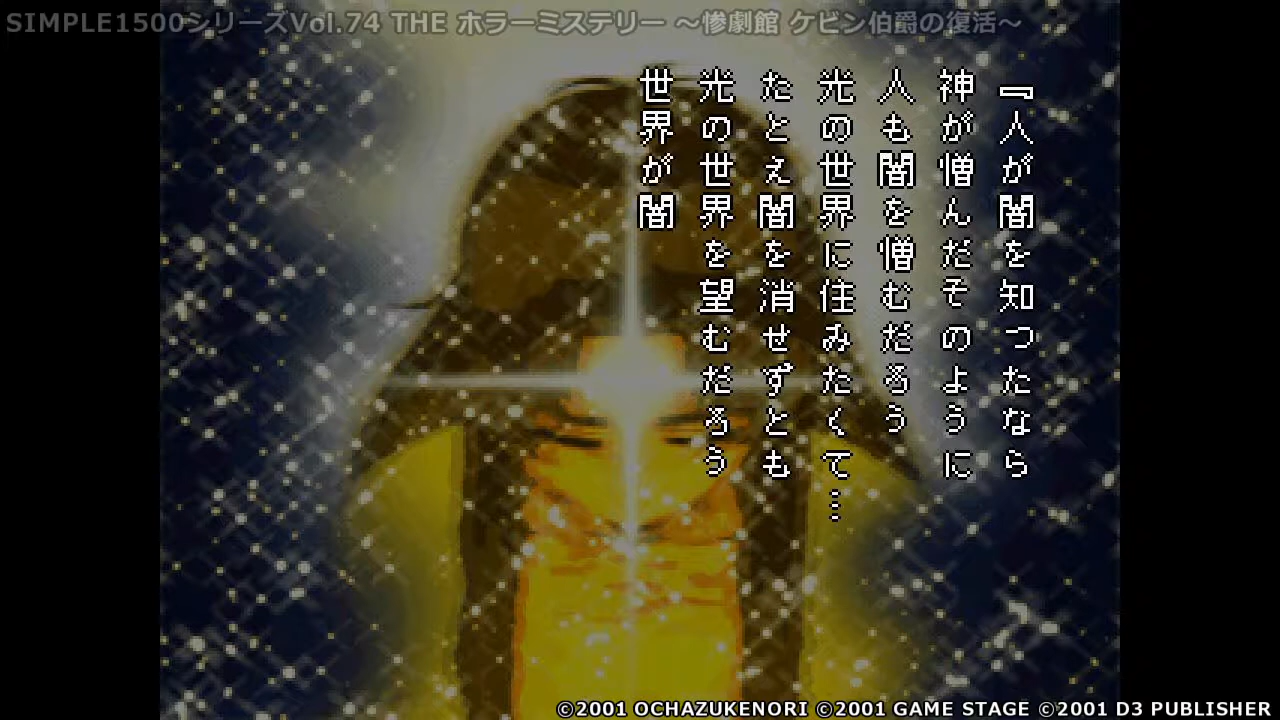 SIMPLE1500シリーズVol.74 THE ホラーミステリー ～惨劇館 ケビン伯爵の復活～
『人が闇を知ったなら
神が憎んだそのように
人も闇を憎むだろう
光の世界に住みたくて…
たとえ闇を消せずとも
光の世界を望むだろう
世界が闇
©2001 OCHAZUKENORI ©2001 GAME STAGE ©2001 D3 PUBLISHER